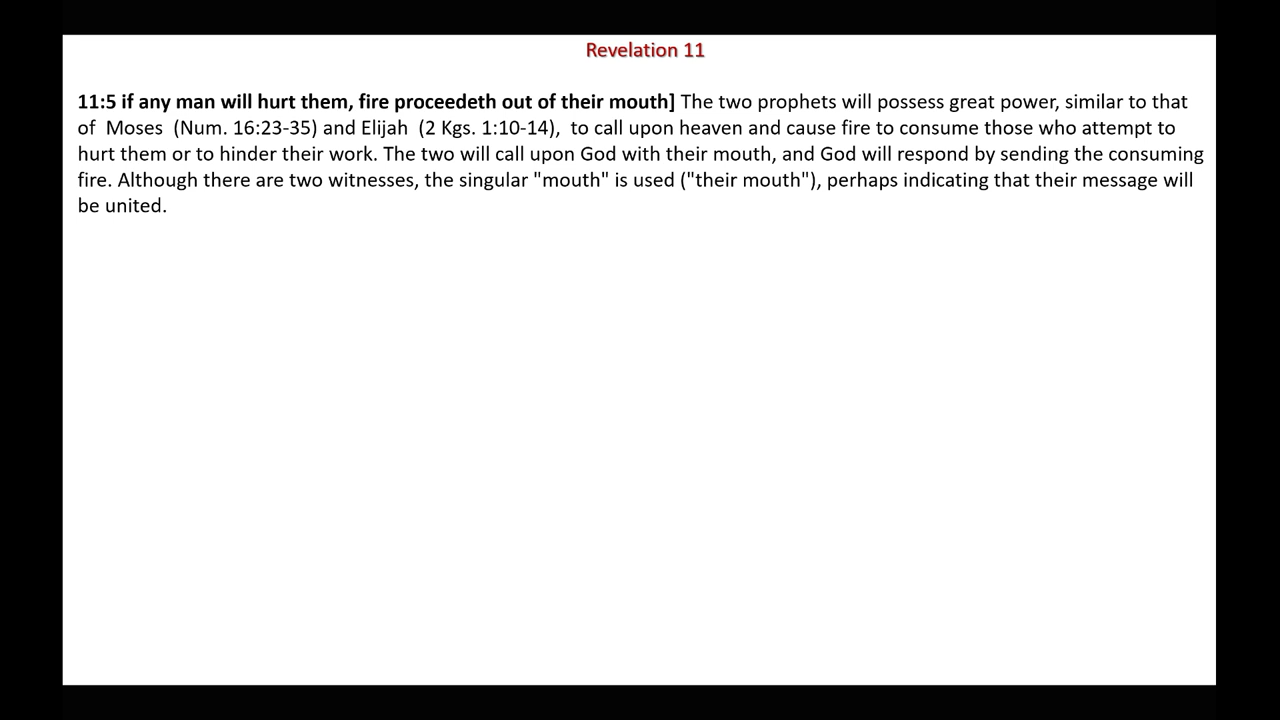 Revelation 11
11:5 if any man will hurt them, fire proceedeth out of their mouth] The two prophets will possess great power, similar to that
of  Moses  (Num. 16:23-35) and Elijah  (2 Kgs. 1:10-14),  to call upon heaven and cause fire to consume those who attempt to
hurt them or to hinder their work. The two will call upon God with their mouth, and God will respond by sending the consuming
fire. Although there are two witnesses, the singular "mouth" is used ("their mouth"), perhaps indicating that their message will
be united.